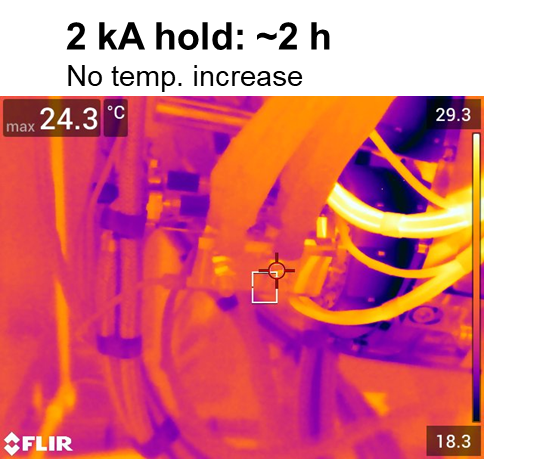 2 kA hold: ~2 h
No temp. increase
max 24.3 °C
29.3
18.3
FLIR